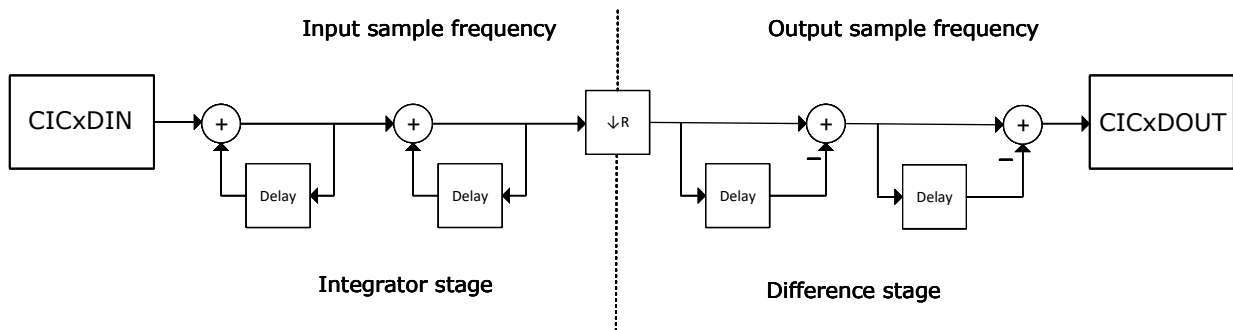 Input sample frequency
Output sample frequency
CICxDIN
+
+
↓R
+
+
CICxDOUT
−
−
Delay
Delay
Delay
Delay
Integrator stage
Difference stage